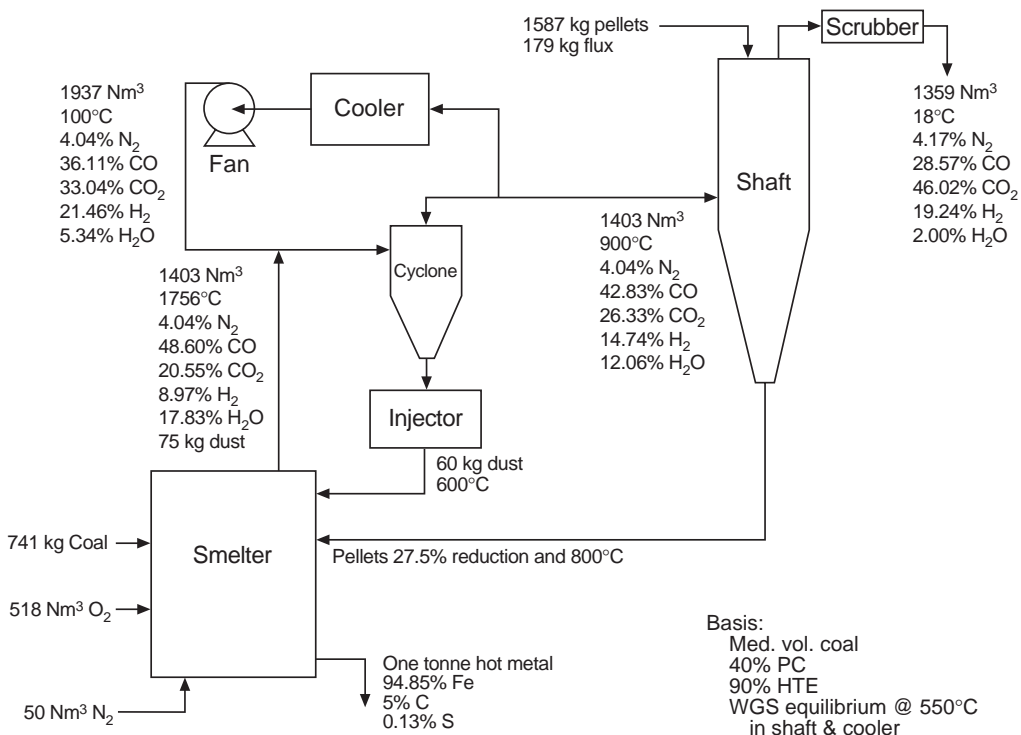 1587 kg pellets
179 kg flux
Scrubber
1937 Nm³
100°C
4.04% N₂
36.11% CO
33.04% CO₂
21.46% H₂
5.34% H₂O
Fan
Cooler
Cyclone
Shaft
1359 Nm³
18°C
4.17% N₂
28.57% CO
46.02% CO₂
19.24% H₂
2.00% H₂O
1403 Nm³
1756°C
4.04% N₂
48.60% CO
20.55% CO₂
8.97% H₂
17.83% H₂O
75 kg dust
1403 Nm³
900°C
4.04% N₂
42.83% CO
26.33% CO₂
14.74% H₂
12.06% H₂O
Injector
60 kg dust
600°C
741 kg Coal
Smelter
Pellets 27.5% reduction and 800°C
518 Nm³ O₂
50 Nm³ N₂
One tonne hot metal
94.85% Fe
5% C
0.13% S
Basis:
Med. vol. coal
40% PC
90% HTE
WGS equilibrium @ 550°C
in shaft & cooler